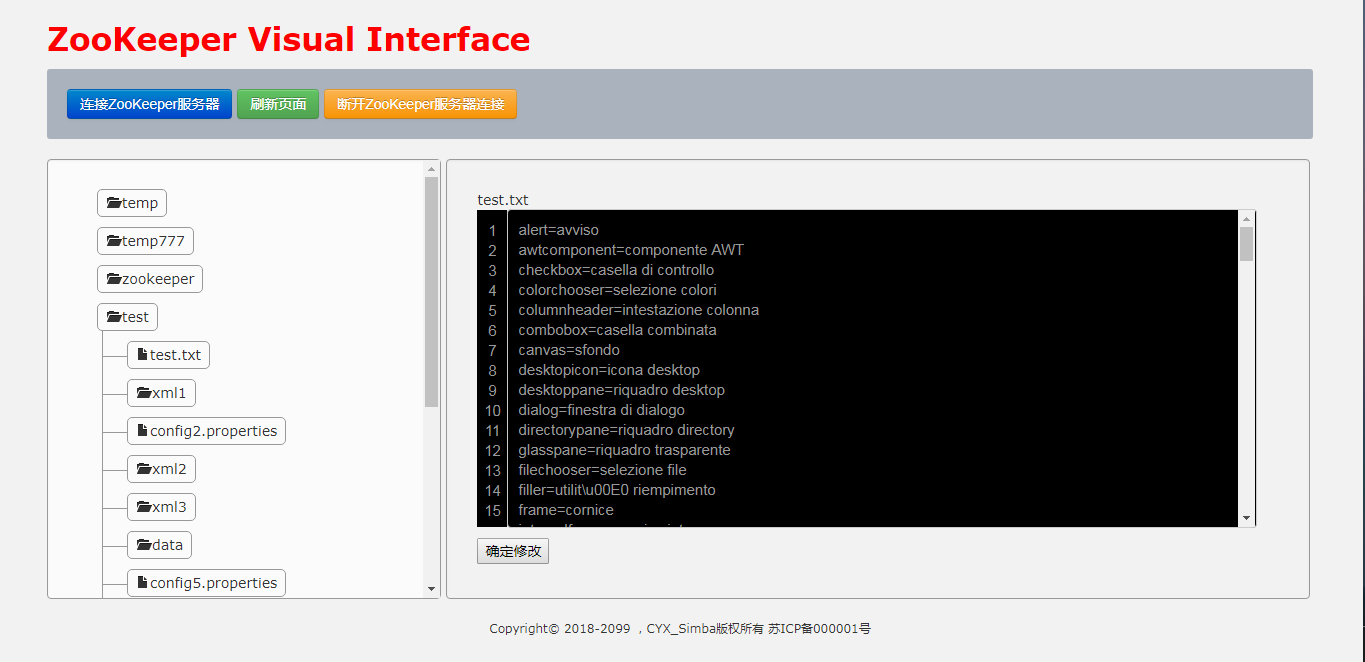 ZooKeeper Visual Interface
连接ZooKeeper服务器 刷新页面 断开ZooKeeper服务器连接
temp
temp777
zookeeper
test
test.txt
xml1
config2.properties
xml2
xml3
data
config5.properties
test.txt
1 alert=avviso
2 awtcomponent=componente AWT
3 checkbox=casella di controllo
4 colorchooser=selezione colori
5 columnheader=intestazione colonna
6 combobox=casella combinata
7 canvas=sfondo
8 desktopicon=icona desktop
9 desktoppane=riquadro desktop
10 dialog=finestra di dialogo
11 directorypane=riquadro directory
12 glasspane=riquadro trasparente
13 filechooser=selezione file
14 filler=utilit\u00E0 riempimento
15 frame=cornice
确定修改
Copyright© 2018-2099 ，CYX_Simba版权所有 苏ICP备000001号